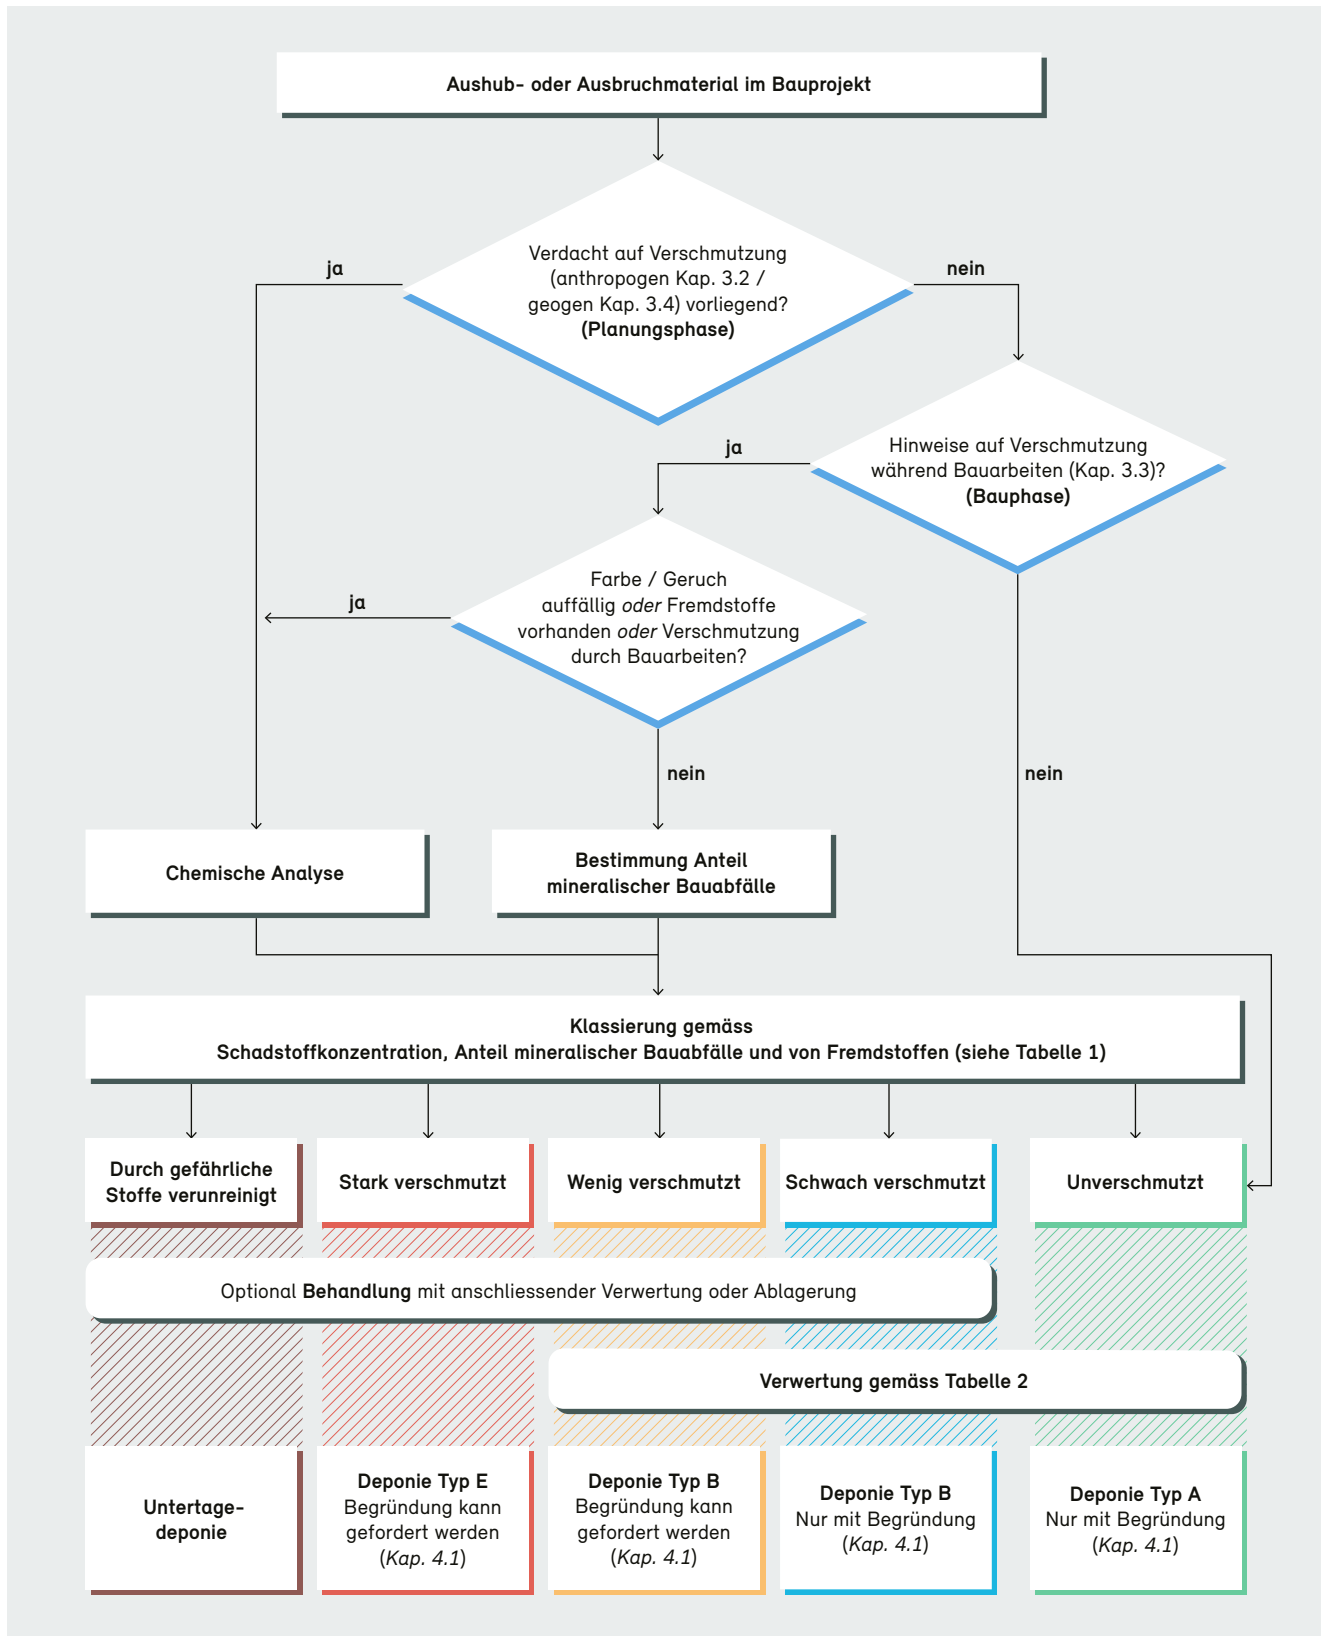 Aushub- oder Ausbruchmaterial im Bauprojekt
Verdacht auf Verschmutzung
(anthropogen Kap. 3.2 /
geogen Kap. 3.4) vorliegend?
(Planungsphase)
ja
nein
Hinweise auf Verschmutzung
während Bauarbeiten (Kap. 3.3)?
(Bauphase)
ja
Farbe / Geruch
auffällig oder Fremdstoffe
vorhanden oder Verschmutzung
durch Bauarbeiten?
ja
nein
nein
Chemische Analyse
Bestimmung Anteil
mineralischer Bauabfälle
Klassierung gemäss
Schadstoffkonzentration, Anteil mineralischer Bauabfälle und von Fremdstoffen (siehe Tabelle 1)
Durch gefährliche
Stoffe verunreinigt
Stark verschmutzt
Wenig verschmutzt
Schwach verschmutzt
Unverschmutzt
Optional Behandlung mit anschliessender Verwertung oder Ablagerung
Verwertung gemäss Tabelle 2
Untertage-
deponie
Deponie Typ E
Begründung kann
gefordert werden
(Kap. 4.1)
Deponie Typ B
Begründung kann
gefordert werden
(Kap. 4.1)
Deponie Typ B
Nur mit Begründung
(Kap. 4.1)
Deponie Typ A
Nur mit Begründung
(Kap. 4.1)